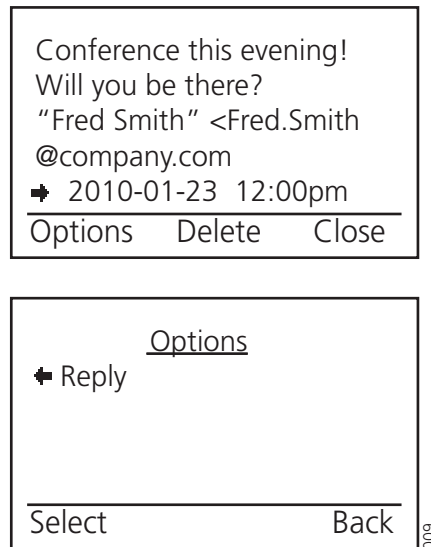 Conference this evening!
Will you be there?
“Fred Smith” <Fred.Smith
@company.com
2010-01-23 12:00pm
Options Delete Close
Options
Reply
Select Back
009